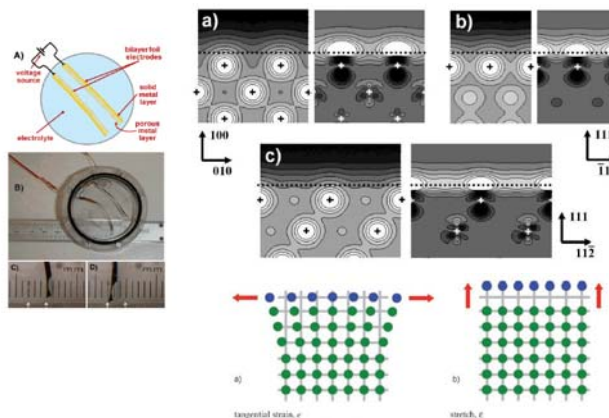 A)
voltage
source
bilayer foil
electrodes
solid
metal
layer
porous
metal layer
electrolyte
B)
C)
D)
a)
b)
100
010
c)
111
112̄
a)
tangential strain, e
b)
stretch, ε